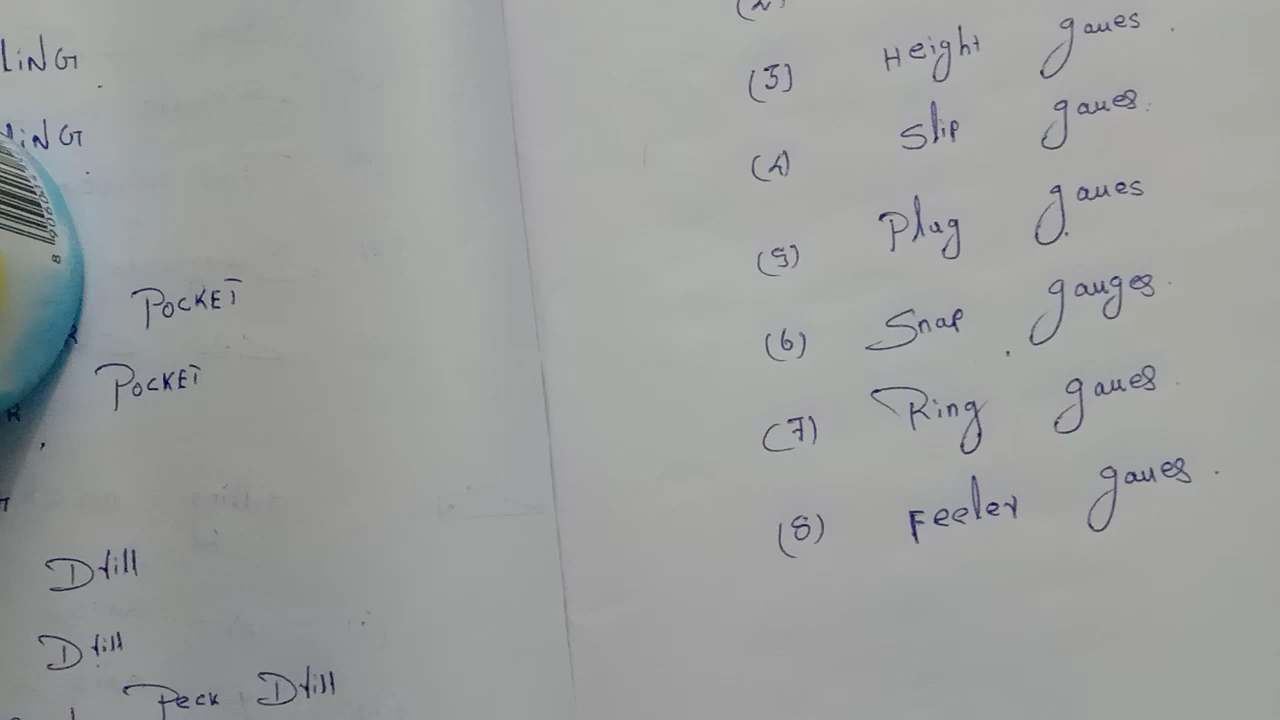 LING
LING
POCKET
POCKET
Drill
Drill
Peck Drill
(3) Height gaues.
(4) Slip gaues.
(5) Plug gaues
(6) Snap gauges.
(7) Ring gaues.
(8) Feeler gaues.